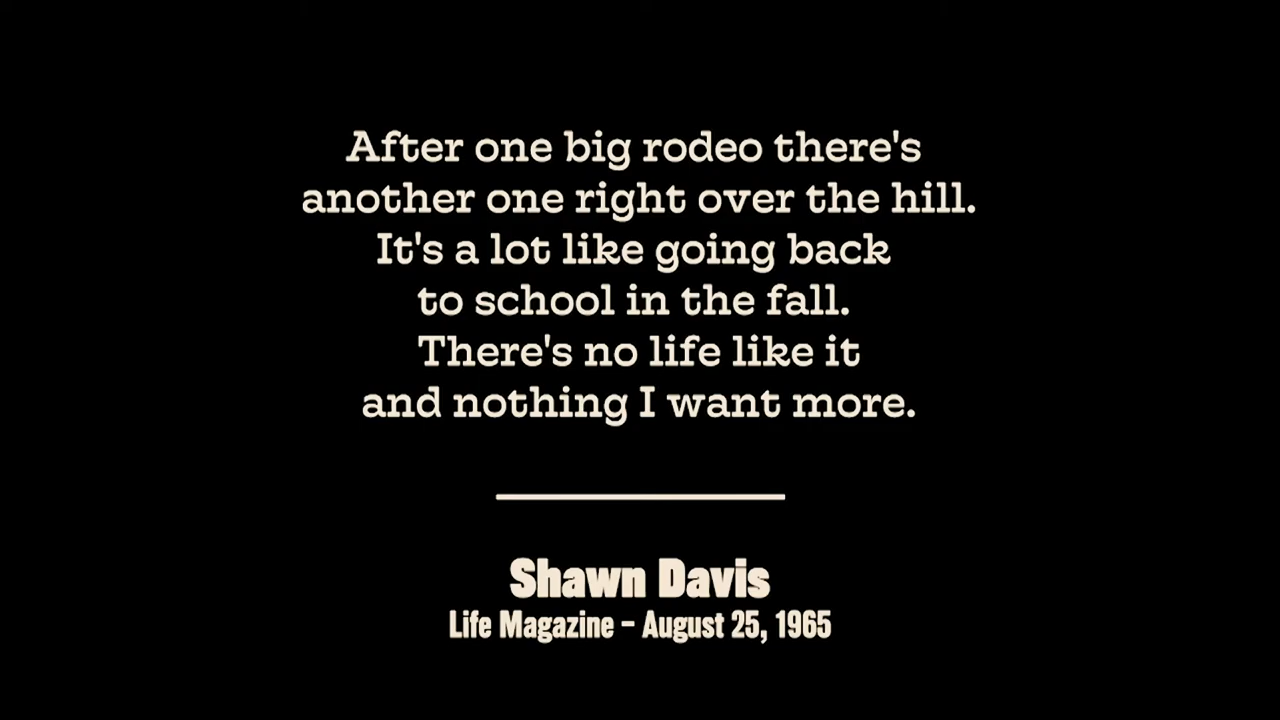 After one big rodeo there's
another one right over the hill.
It's a lot like going back
to school in the fall.
There's no life like it
and nothing I want more.
Shawn Davis
Life Magazine – August 25, 1965